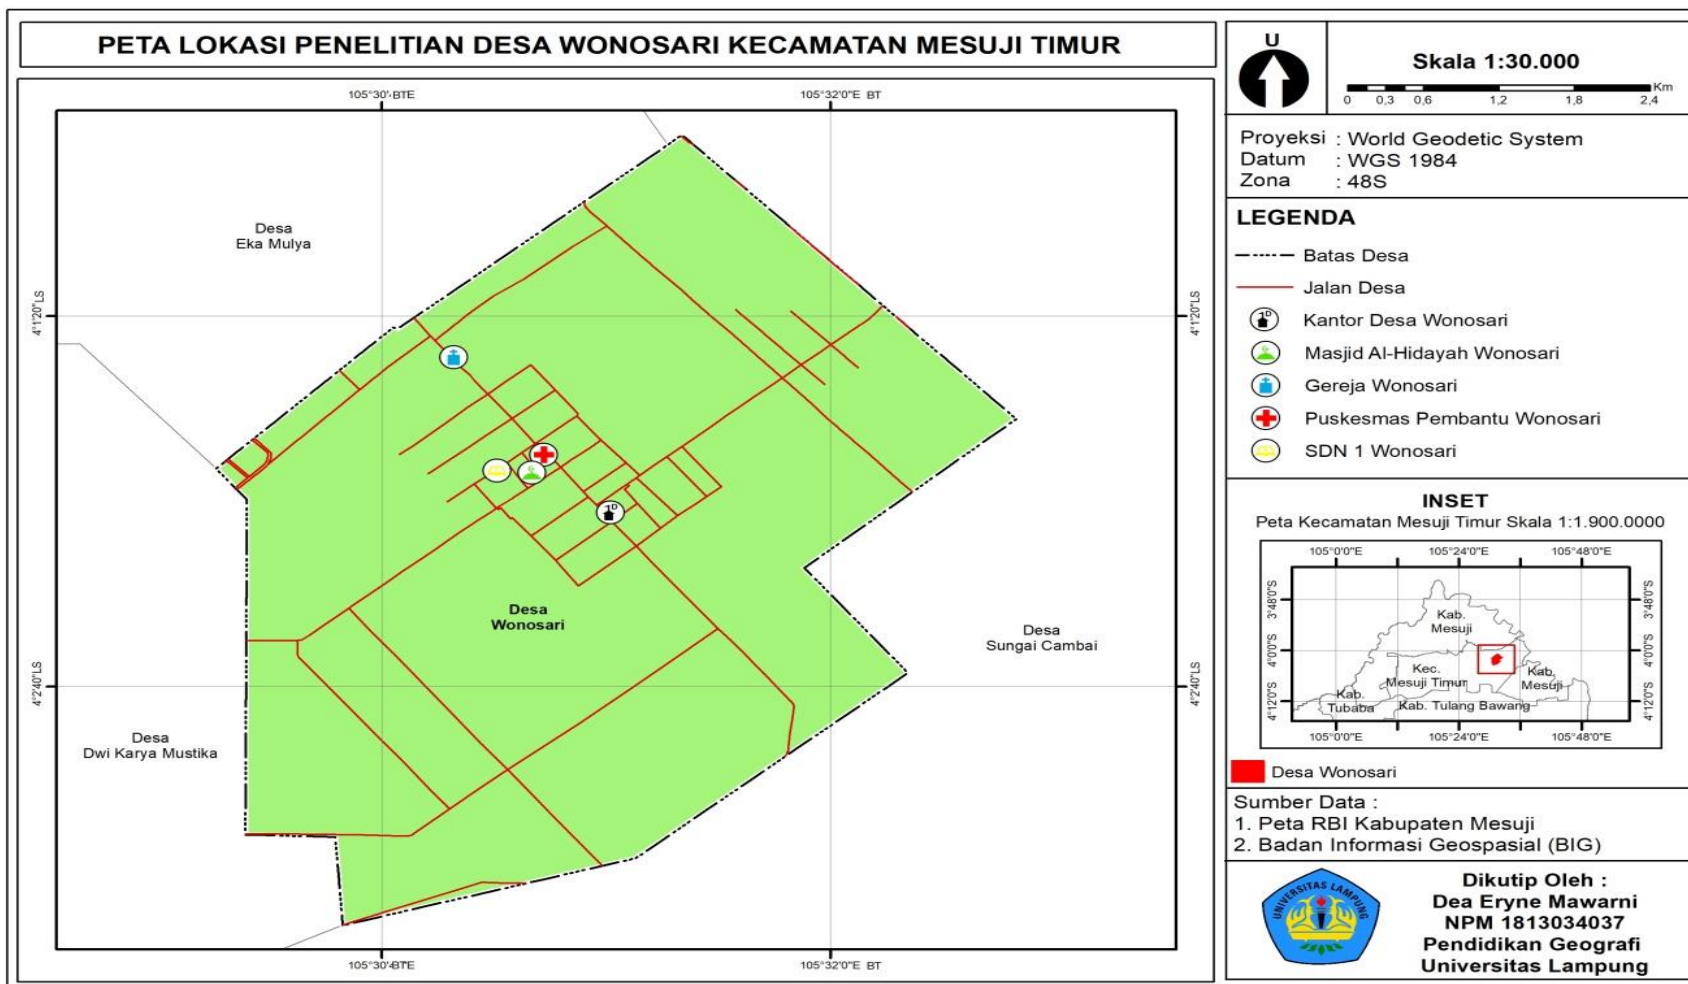 PETA LOKASI PENELITIAN DESA WONOSARI KECAMATAN MESUJI TIMUR
105°32'0"E BT
4°1'20"LS
4°1'20"LS
Desa
Eka Mulya
Desa
Wonosari
Desa
Sungai Cambai
4°2'40"LS
4°2'40"LS
Desa
Dwi Karya Mustika
105°32'0"E BT
U
Skala 1:30.000
Km
0 0,3 0,6 1,2 1,8 2,4
Proyeksi : World Geodetic System
Datum : WGS 1984
Zona : 48S
LEGENDA
Batas Desa
Jalan Desa
Kantor Desa Wonosari
Masjid Al-Hidayah Wonosari
Gereja Wonosari
Puskesmas Pembantu Wonosari
SDN 1 Wonosari
INSET
Peta Kecamatan Mesuji Timur Skala 1:1.900.0000
105°0'0"E 105°24'0"E 105°48'0"E
3°48'0"S 3°48'0"S
4°0'0"S 4°0'0"S
4°12'0"S 4°12'0"S
Kab.
Mesuji
Kec.
Mesuji Timur
Kab.
Mesuji
Kab.
Tubaba
Kab. Tulang Bawang
105°0'0"E 105°24'0"E 105°48'0"E
Desa Wonosari
Sumber Data :
1. Peta RBI Kabupaten Mesuji
2. Badan Informasi Geospasial (BIG)
UNIVERSITAS LAMPUNG
Dikutip Oleh :
Dea Eryne Mawarni
NPM 1813034037
Pendidikan Geografi
Universitas Lampung